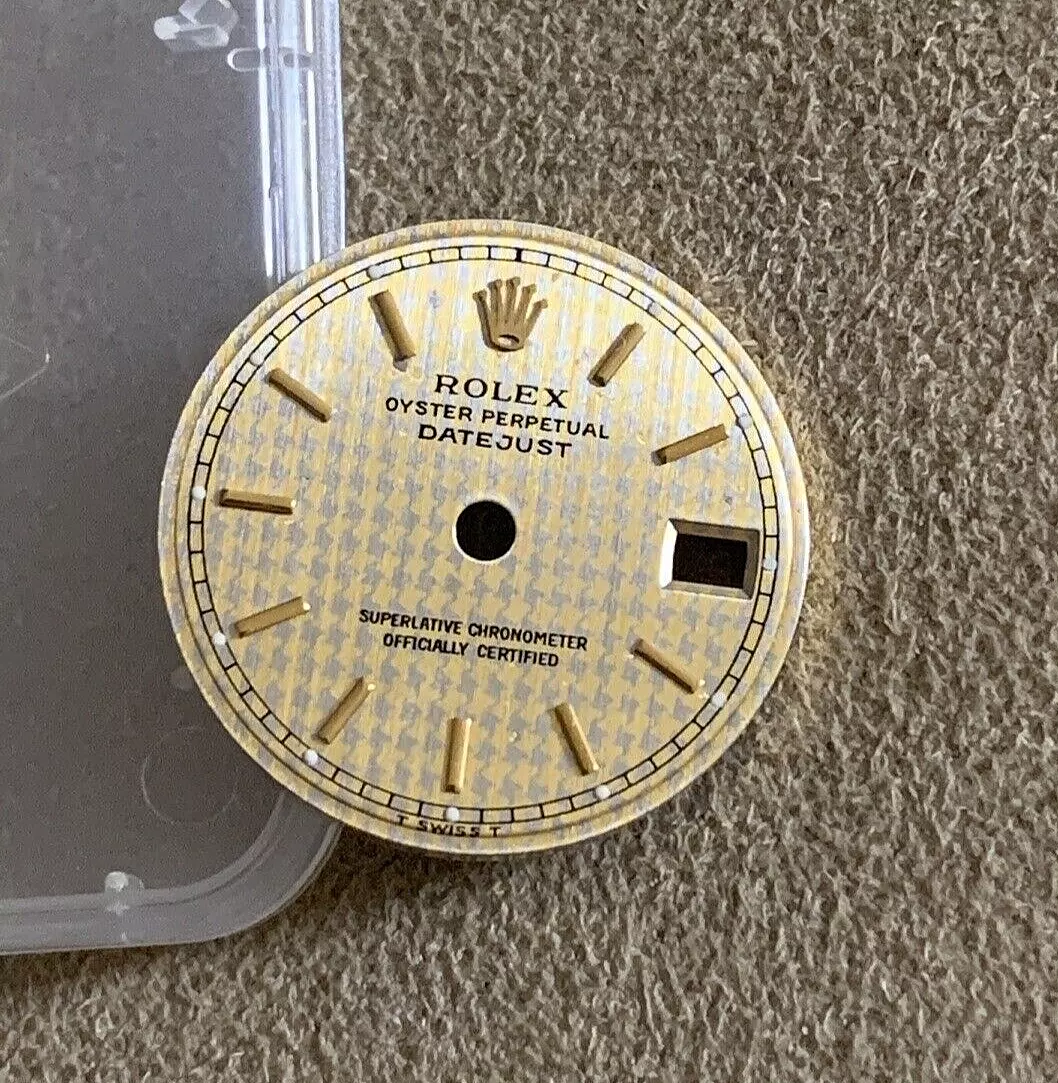 ROLEX
OYSTER PERPETUAL
DATEJUST
SUPERLATIVE CHRONOMETER
OFFICIALLY CERTIFIED
T SWISS T